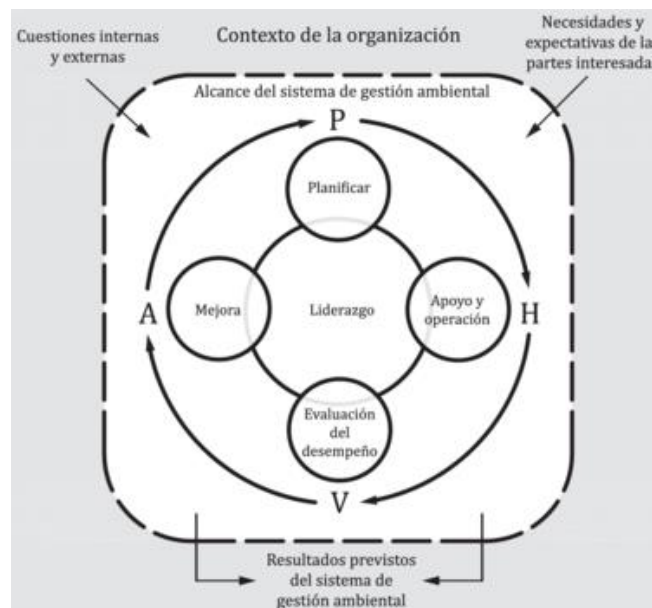 Cuestiones internas
y externas
Contexto de la organización
Necesidades y
expectativas de la
partes interesada
Alcance del sistema de gestión ambiental
P
Planificar
A
Mejora
Liderazgo
Apoyo y
operación
H
Evaluación
del
desempeño
V
Resultados previstos
del sistema de
gestión ambiental